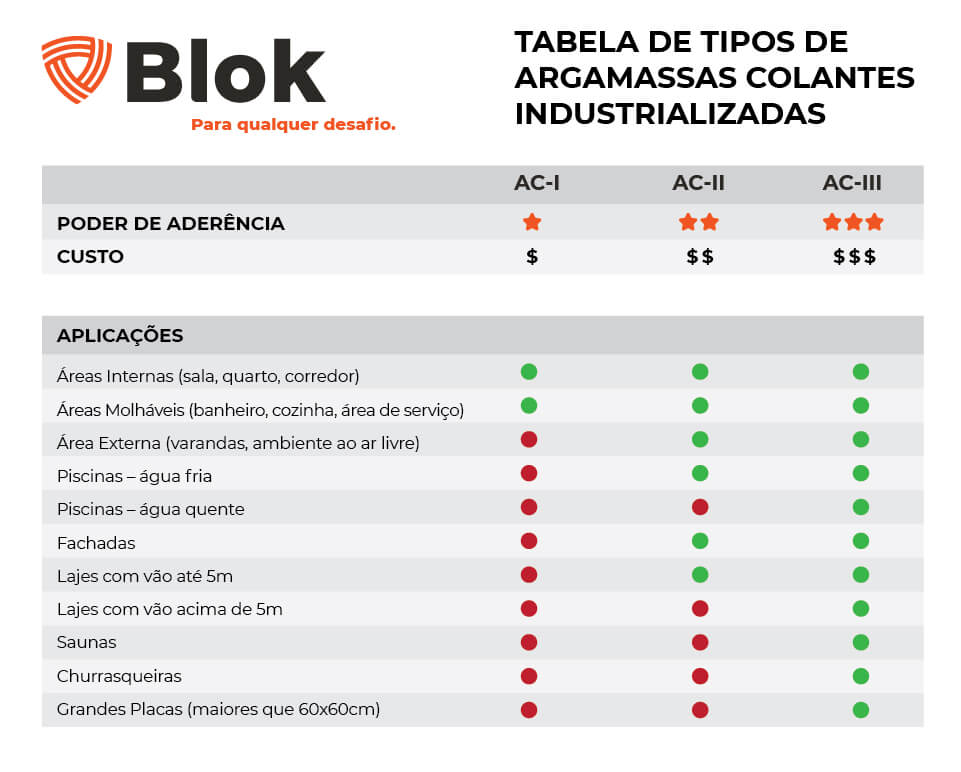 Blok
Para qualquer desafio.
TABELA DE TIPOS DE
ARGAMASSAS COLANTES
INDUSTRIALIZADAS
AC-I AC-II AC-III
PODER DE ADERÊNCIA
CUSTO $ $$ $$$
APLICAÇÕES
Áreas Internas (sala, quarto, corredor)
Áreas Molháveis (banheiro, cozinha, área de serviço)
Área Externa (varandas, ambiente ao ar livre)
Piscinas – água fria
Piscinas – água quente
Fachadas
Lajes com vão até 5m
Lajes com vão acima de 5m
Saunas
Churrasqueiras
Grandes Placas (maiores que 60x60cm)